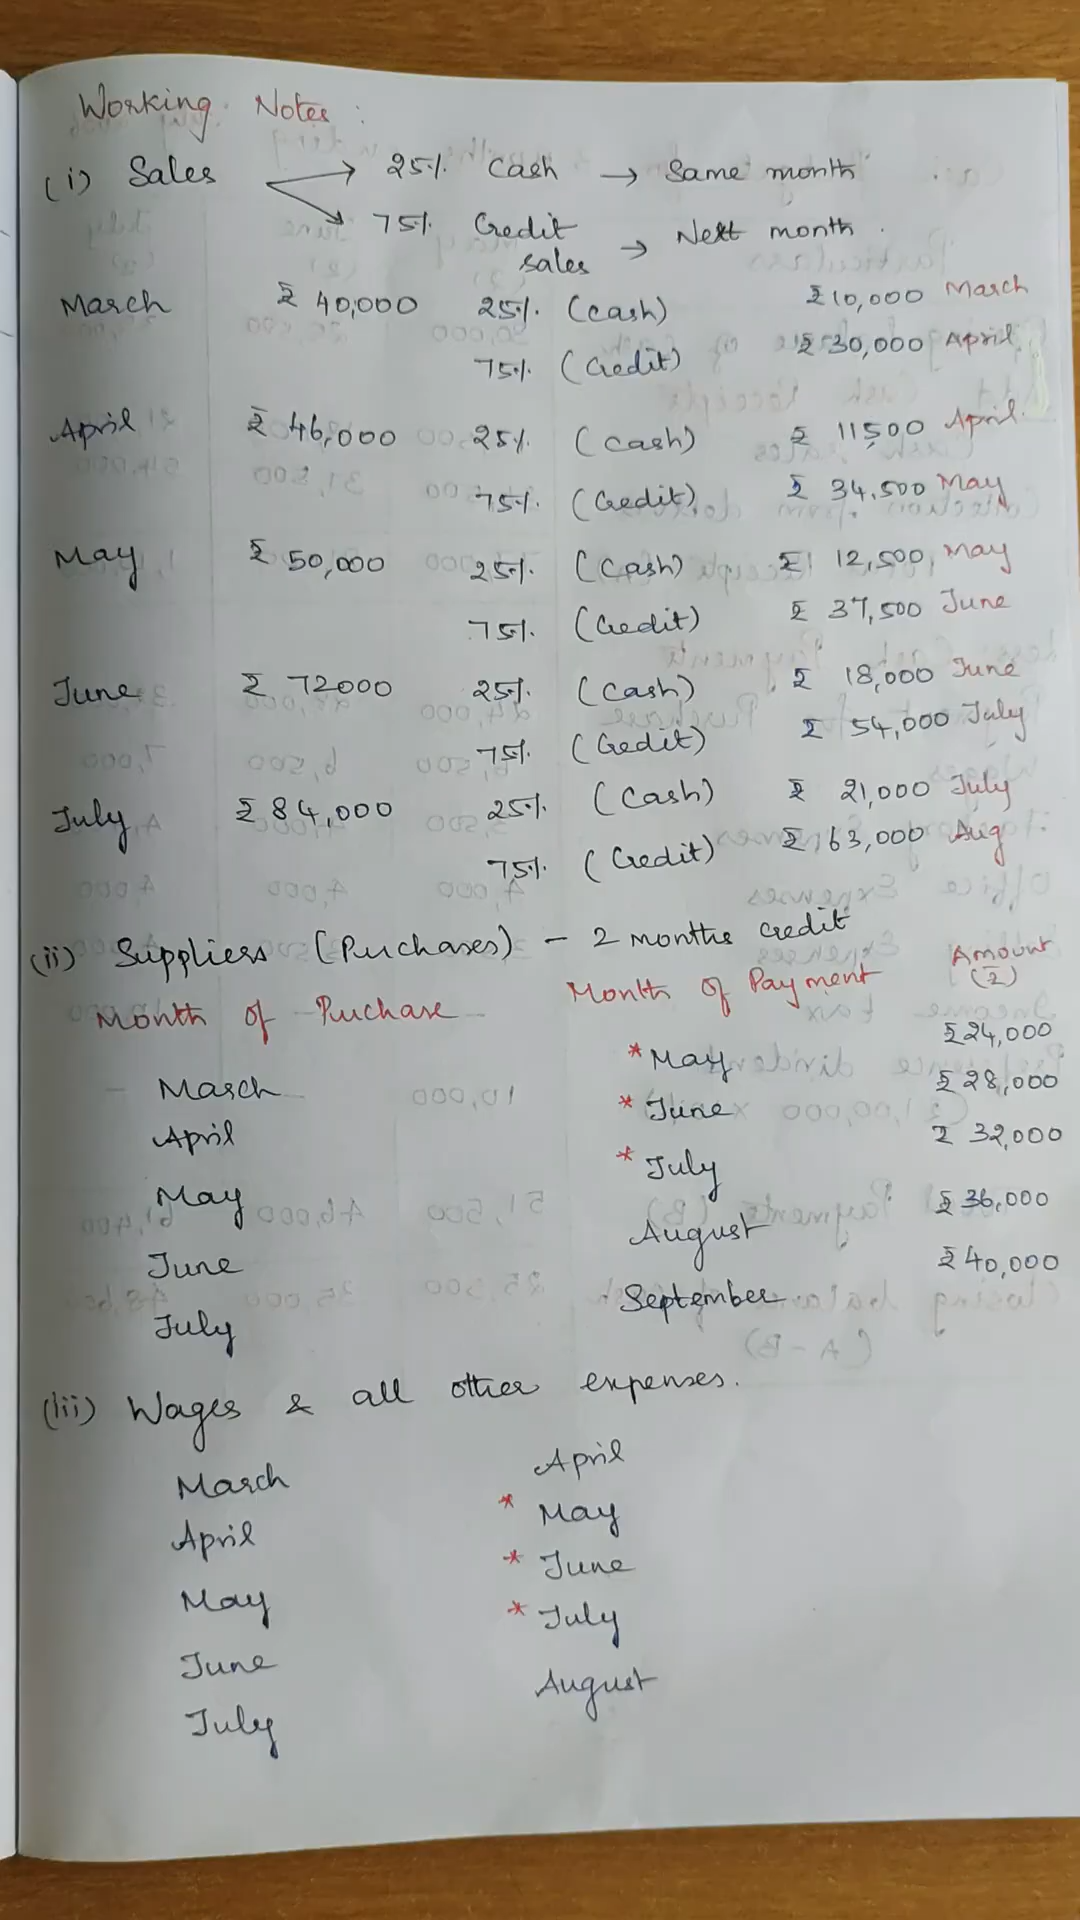 Working Notes :
(i) Sales → 25% Cash → Same month
→ 75% Credit sales → Next month.
March ₹ 40,000 25% (Cash) ₹10,000 March
75% (Credit) ₹ 30,000 April
April ₹ 46,000 25% (Cash) ₹ 11500 April
75% (Credit) ₹ 34,500 May
May ₹ 50,000 25% (Cash) ₹ 12,500 May
75% (Credit) ₹ 37,500 June
June ₹ 72000 25% (Cash) ₹ 18,000 June
75% (Credit) ₹ 54,000 July
July ₹ 84,000 25% (Cash) ₹ 21,000 July
75% (Credit) ₹ 63,000 Aug
(ii) Suppliers (Purchases) - 2 months credit
Month of Purchase Month of Payment Amount (₹)
March * May ₹24,000
April * June ₹ 28,000
May * July ₹ 32,000
June August ₹ 36,000
July September ₹ 40,000
(iii) Wages & all other expenses.
March April
April * May
May * June
June * July
July August